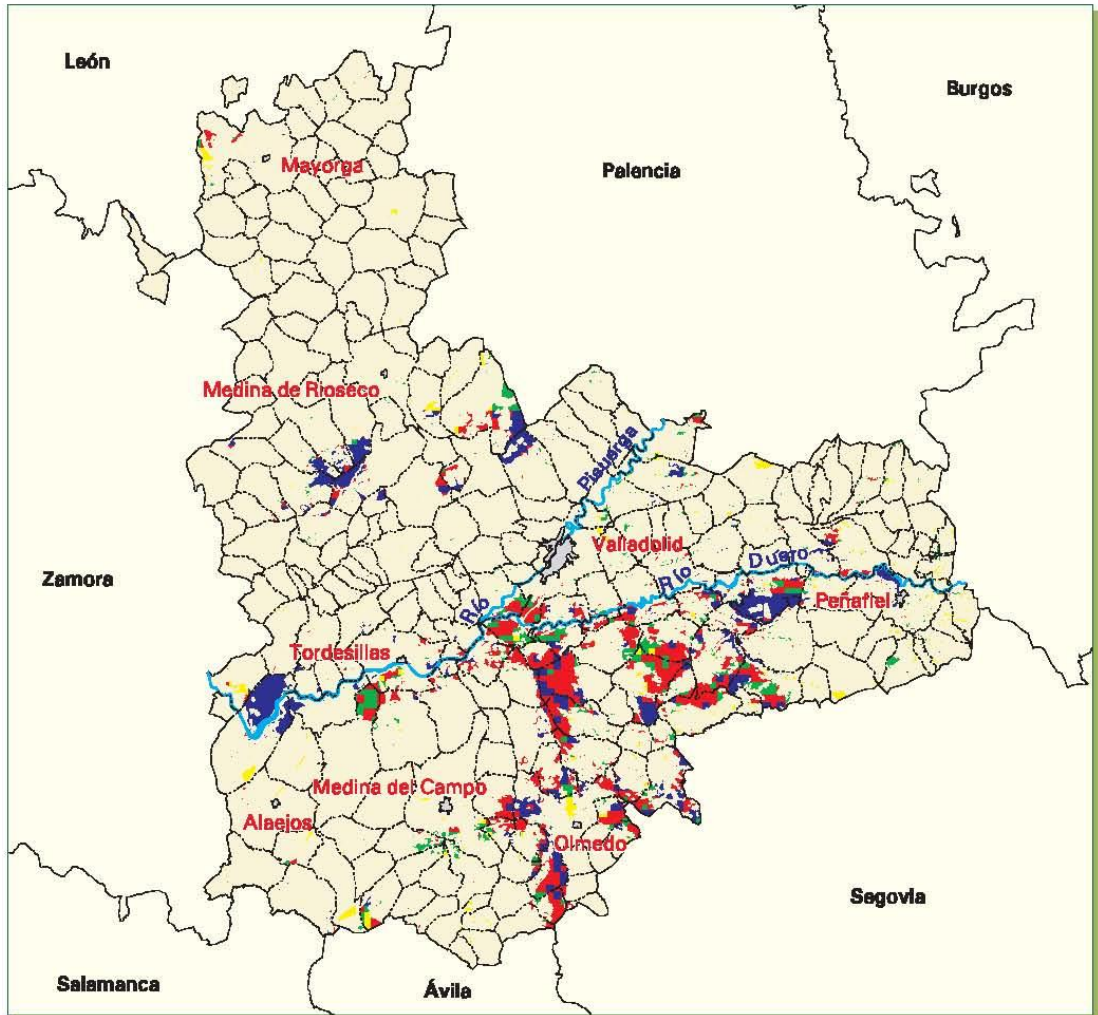 León
Burgos
Palencia
Mayorga
Medina de Rioseco
Pisuerga
Valladolid
Zamora
Río
Río
Duero
Peñafiel
Tordesillas
Medina del Campo
Alaejos
Olmedo
Segovia
Salamanca
Ávila